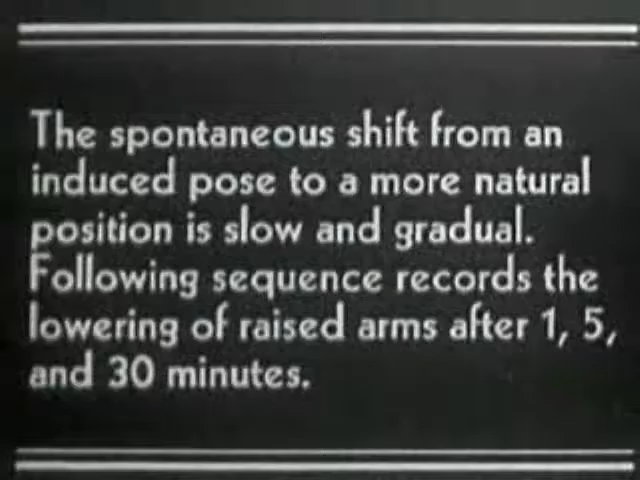 The spontaneous shift from an
induced pose to a more natural
position is slow and gradual.
Following sequence records the
lowering of raised arms after 1, 5,
and 30 minutes.